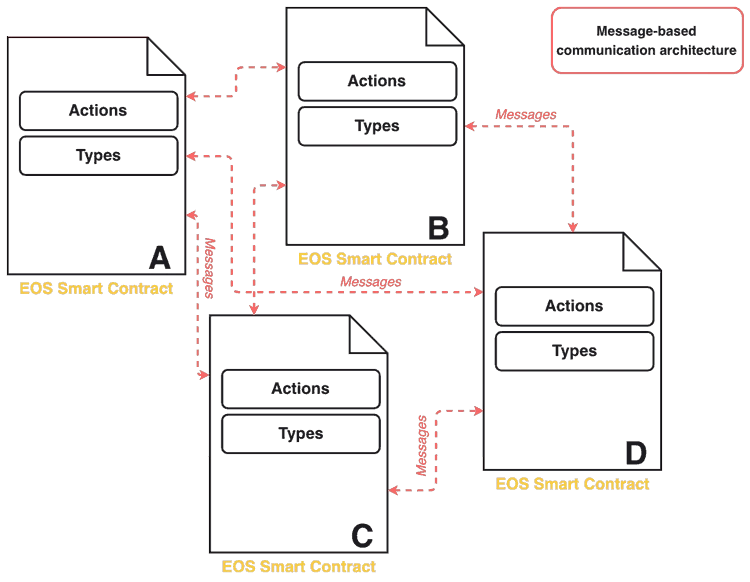 Message-based
communication architecture
Actions
Types
A
EOS Smart Contract
Actions
Types
B
EOS Smart Contract
Messages
Messages
Messages
Actions
Types
C
EOS Smart Contract
Messages
Actions
Types
D
EOS Smart Contract